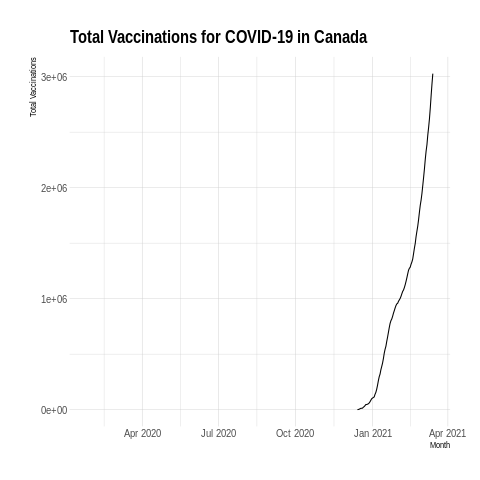 Total Vaccinations for COVID-19 in Canada
Total Vaccinations
3e+06
2e+06
1e+06
0e+00
Apr 2020 Jul 2020 Oct 2020 Jan 2021 Apr 2021
Month